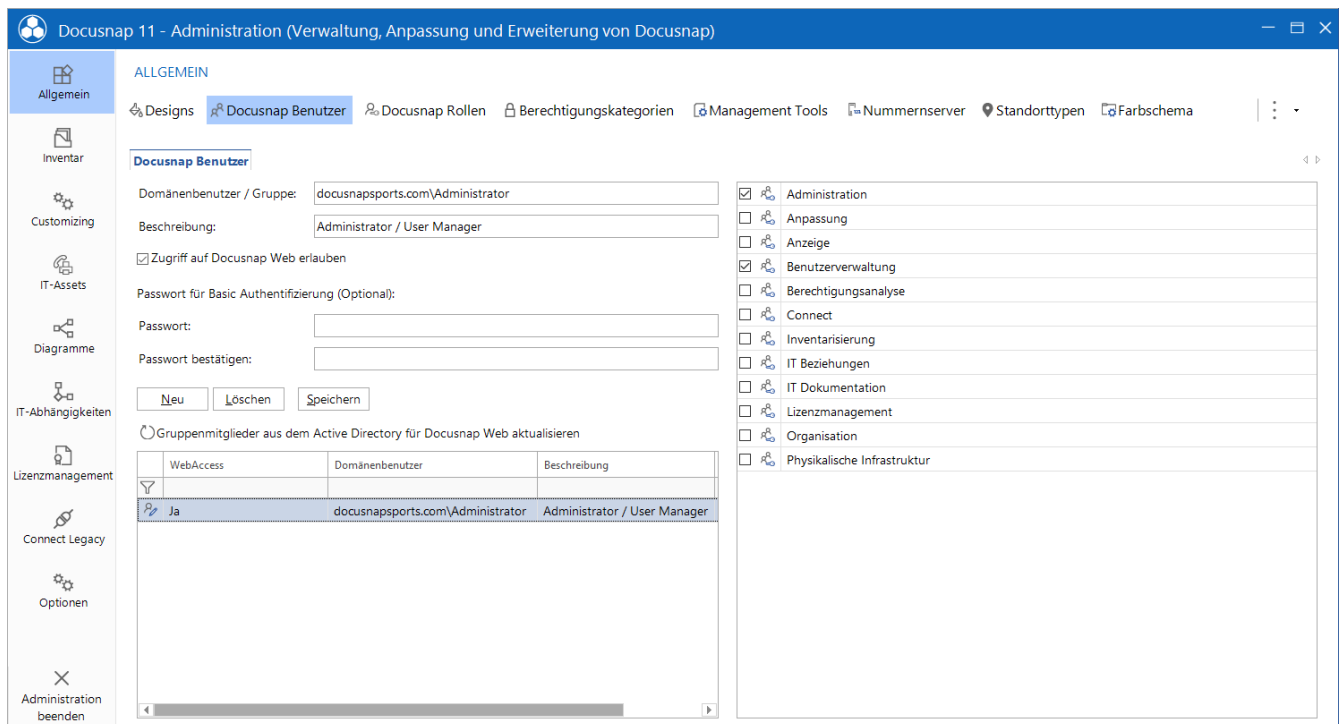 Docusnap 11 - Administration (Verwaltung, Anpassung und Erweiterung von Docusnap)
Allgemein
Inventar
Customizing
IT-Assets
Diagramme
IT-Abhängigkeiten
Lizenzmanagement
Connect Legacy
Optionen
Administration
beenden
ALLGEMEIN
Designs Docusnap Benutzer Docusnap Rollen Berechtigungskategorien Management Tools Nummernserver Standorttypen Farbschema
Docusnap Benutzer
Domänenbenutzer / Gruppe: docusnapsports.com\Administrator
Beschreibung: Administrator / User Manager
Zugriff auf Docusnap Web erlauben
Passwort für Basic Authentifizierung (Optional):
Passwort:
Passwort bestätigen:
Neu Löschen Speichern
Gruppenmitglieder aus dem Active Directory für Docusnap Web aktualisieren
WebAccess Domänenbenutzer Beschreibung
Ja docusnapsports.com\Administrator Administrator / User Manager
Administration
Anpassung
Anzeige
Benutzerverwaltung
Berechtigungsanalyse
Connect
Inventarisierung
IT Beziehungen
IT Dokumentation
Lizenzmanagement
Organisation
Physikalische Infrastruktur